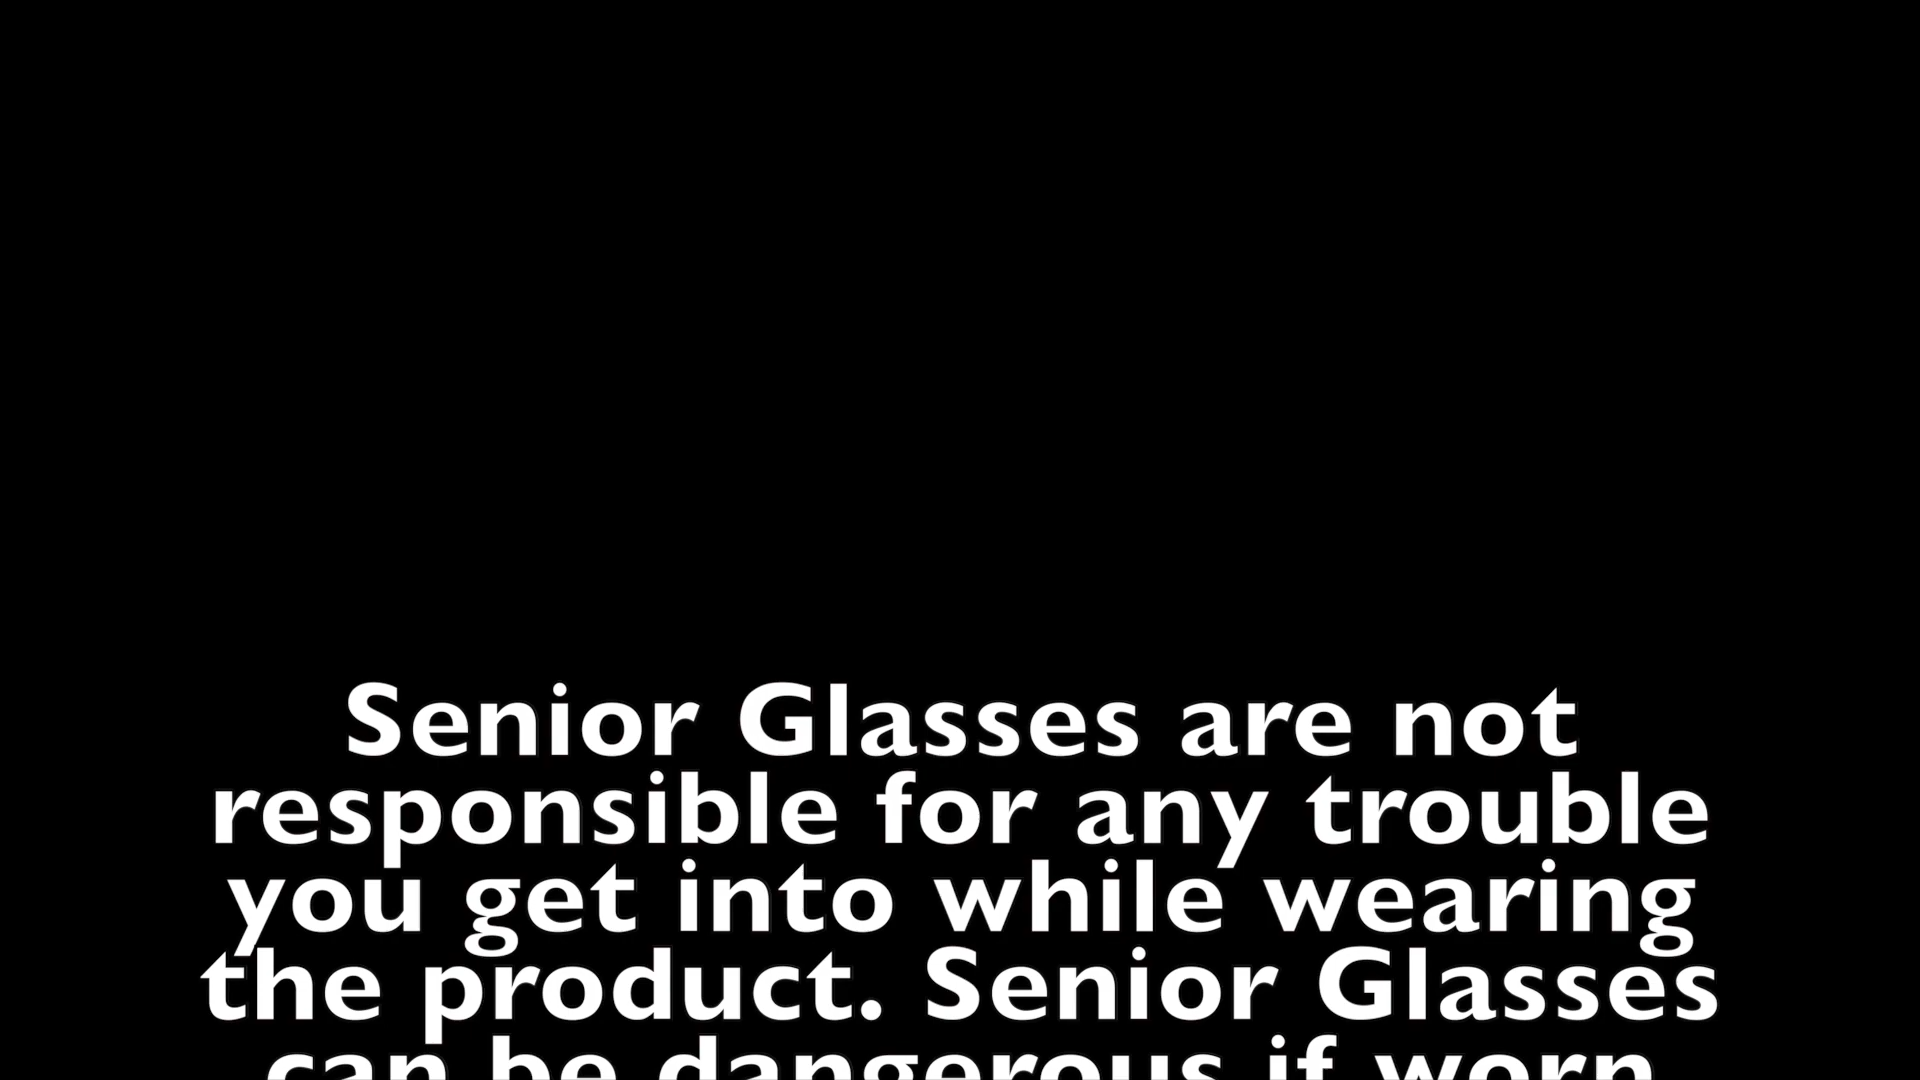 Senior Glasses are not
responsible for any trouble
you get into while wearing
the product. Senior Glasses
can be dangerous if worn